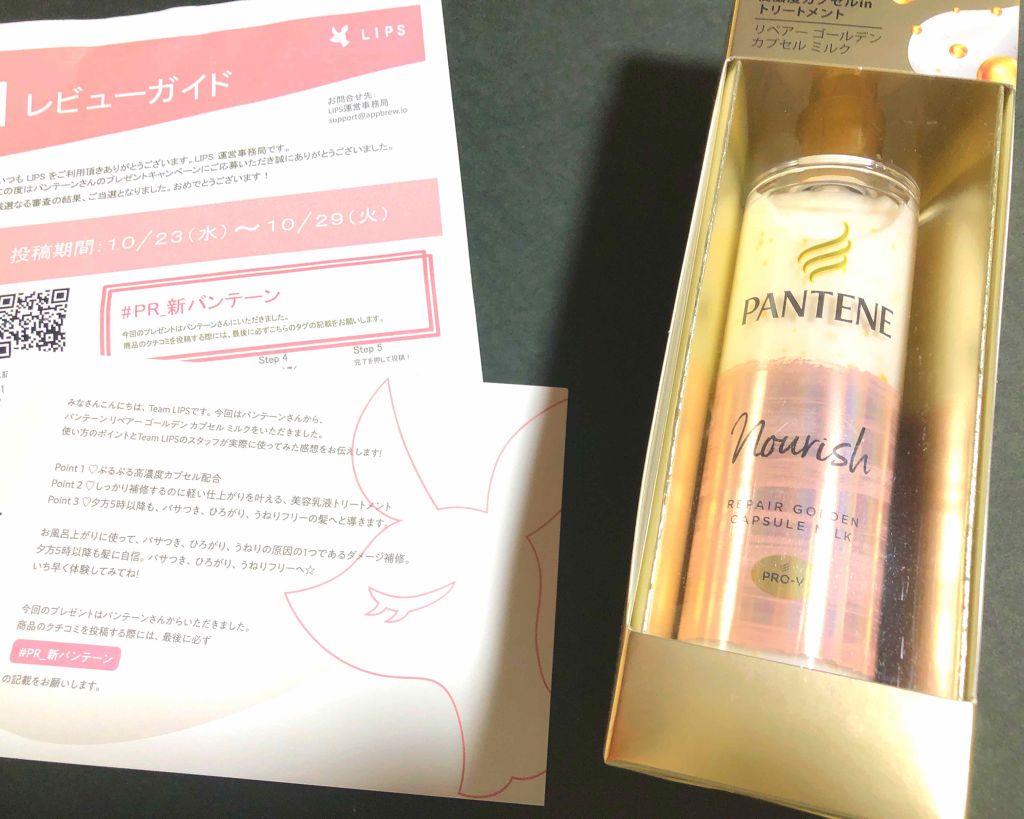 LIPS
レビューガイド
お問合せ先:
LIPS運営事務局
support@appbrew.io
いつも LIPS をご利用頂きありがとうございます。LIPS 運営事務局です。
この度はパンテーンさんのプレゼントキャンペーンにご応募いただき誠にありがとうございました。
厳選なる審査の結果、ご当選となりました。おめでとうございます！
投稿期間:10/23(水)～10/29(火)
#PR_新パンテーン
今回のプレゼントはパンテーンさんにいただきました。
商品のクチコミを投稿する際には、最後に必ずこちらのタグの記載をお願いします。
Step 4
Step 5
完了を押して投稿！
みなさんこんにちは、Team LIPSです。今回はパンテーンさんから、
パンテーン リペアー ゴールデン カプセル ミルクをいただきました。
使い方のポイントとTeam LIPSのスタッフが実際に使ってみた感想をお伝えします!
Point 1 ♡ぷるぷる高濃度カプセル配合
Point 2 ♡しっかり補修するのに軽い仕上がりを叶える、美容乳液トリートメント
Point 3 ♡夕方5時以降も、パサつき、ひろがり、うねりフリーの髪へと導きます
お風呂上がりに使って、パサつき、ひろがり、うねりの原因の1つであるダメージ補修。
夕方5時以降も髪に自信。パサつき、ひろがり、うねりフリーへ☆
いち早く体験してみてね!
今回のプレゼントはパンテーンさんからいただきました。
商品のクチコミを投稿する際には、最後に必ず
#PR_新パンテーン
の記載をお願いします。
高濃度カプセルin
トリートメント
リペアー ゴールデン
カプセル ミルク
PANTENE
Nourish
REPAIR GOLDEN
CAPSULE MILK
PRO-V